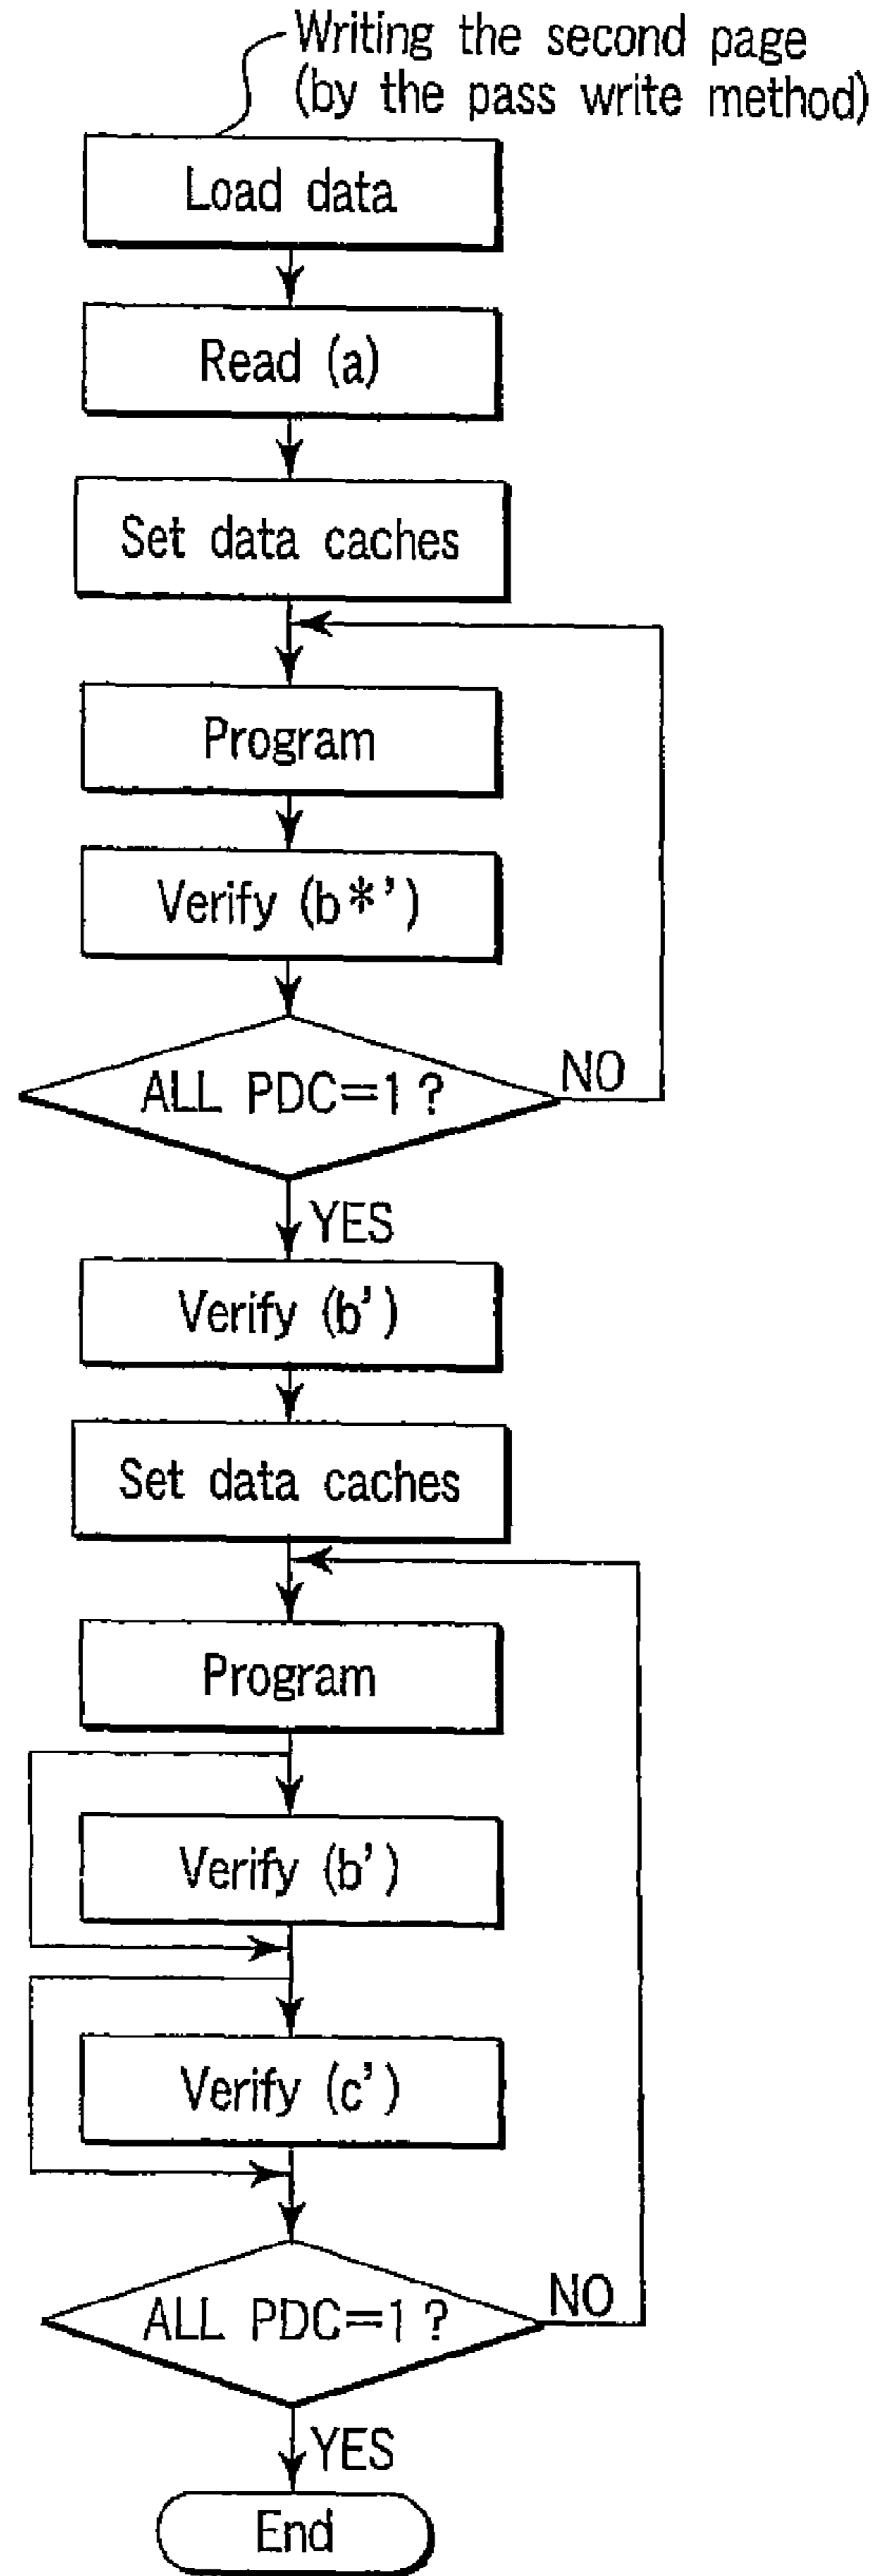 Writing the second page
(by the pass write method)
Load data
Read (a)
Set data caches
Program
Verify (b*')
ALL PDC=1?
NO
YES
Verify (b')
Set data caches
Program
Verify (b')
Verify (c')
ALL PDC=1?
NO
YES
End